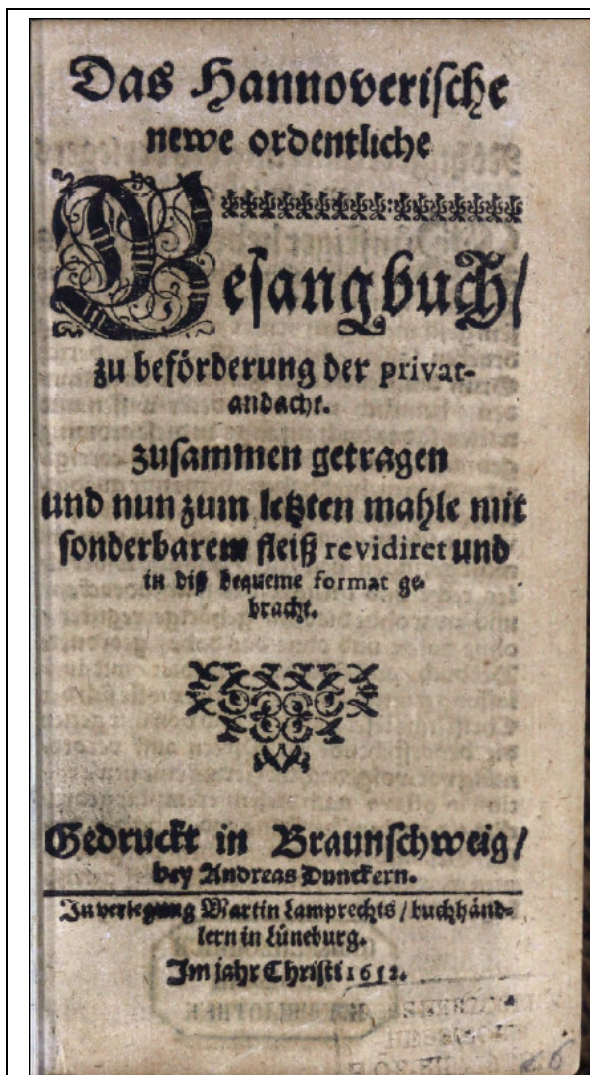 Das Hannoverische
newe ordentliche
Gesangbuch/
zu beförderung der privat-
andacht.
zusammen getragen
und nun zum letzten mahle mit
sonderbarem fleiß revidiret und
in diß bequeme format ge-
bracht.
Gedruckt in Braunschweig/
bey Andreas Dunckern.
In verlegung Martin Lamprechts/ buchhänd-
lern in Lüneburg.
Im jahr Christi 1652.